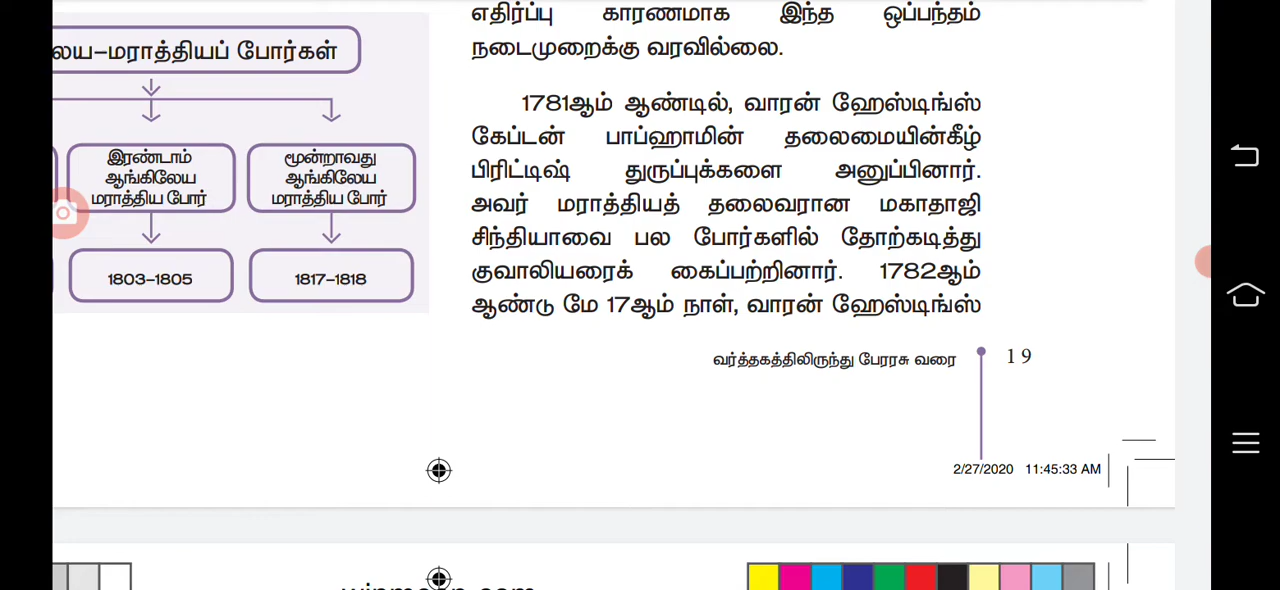 லய–மராத்தியப் போர்கள்
இரண்டாம்
ஆங்கிலேய
மராத்திய போர்
மூன்றாவது
ஆங்கிலேய
மராத்திய போர்
1803–1805
1817–1818
எதிர்ப்பு காரணமாக இந்த ஒப்பந்தம்
நடைமுறைக்கு வரவில்லை.
1781ஆம் ஆண்டில், வாரன் ஹேஸ்டிங்ஸ்
கேப்டன் பாப்ஹாமின் தலைமையின்கீழ்
பிரிட்டிஷ் துருப்புக்களை அனுப்பினார்.
அவர் மராத்தியத் தலைவரான மகாதாஜி
சிந்தியாவை பல போர்களில் தோற்கடித்து
குவாலியரைக் கைப்பற்றினார். 1782ஆம்
ஆண்டு மே 17ஆம் நாள், வாரன் ஹேஸ்டிங்ஸ்
வர்த்தகத்திலிருந்து பேரரசு வரை 19
2/27/2020 11:45:33 AM